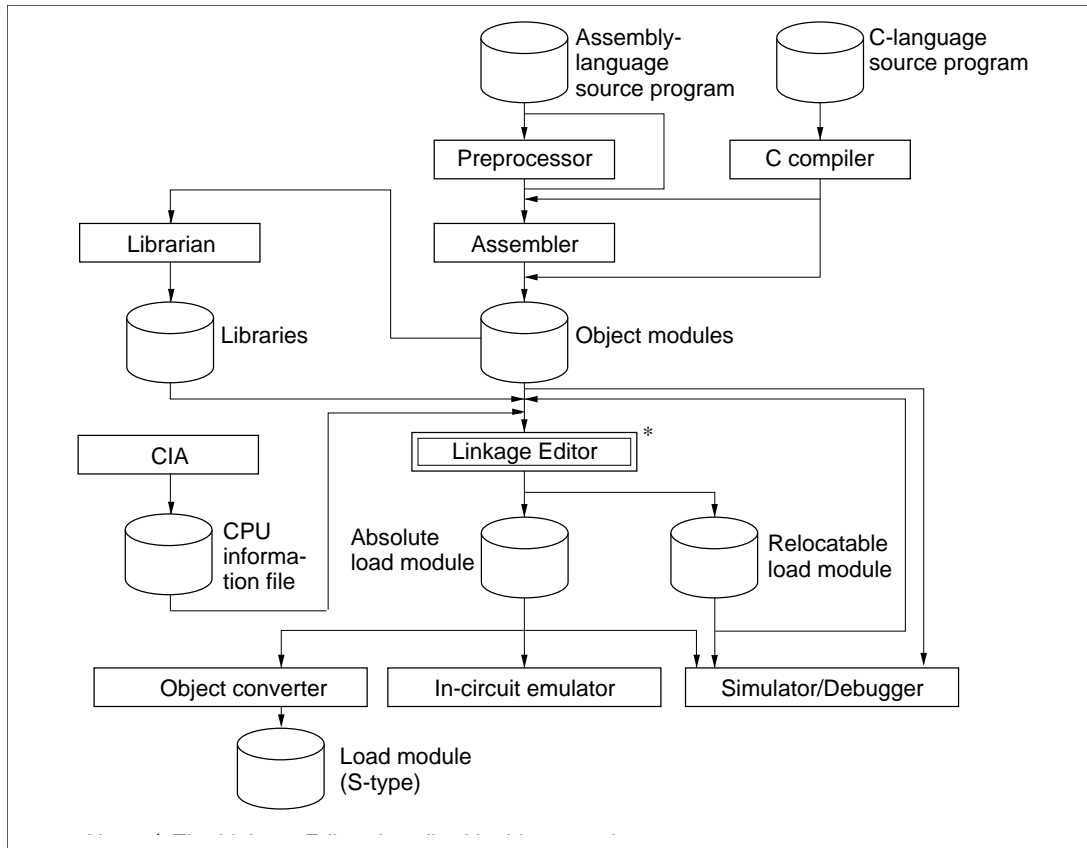 Assembly-
language
source program
C-language
source program
Preprocessor
C compiler
Librarian
Assembler
Libraries
Object modules
*
Linkage Editor
CIA
CPU
informa-
tion file
Absolute
load module
Relocatable
load module
Object converter
In-circuit emulator
Simulator/Debugger
Load module
(S-type)